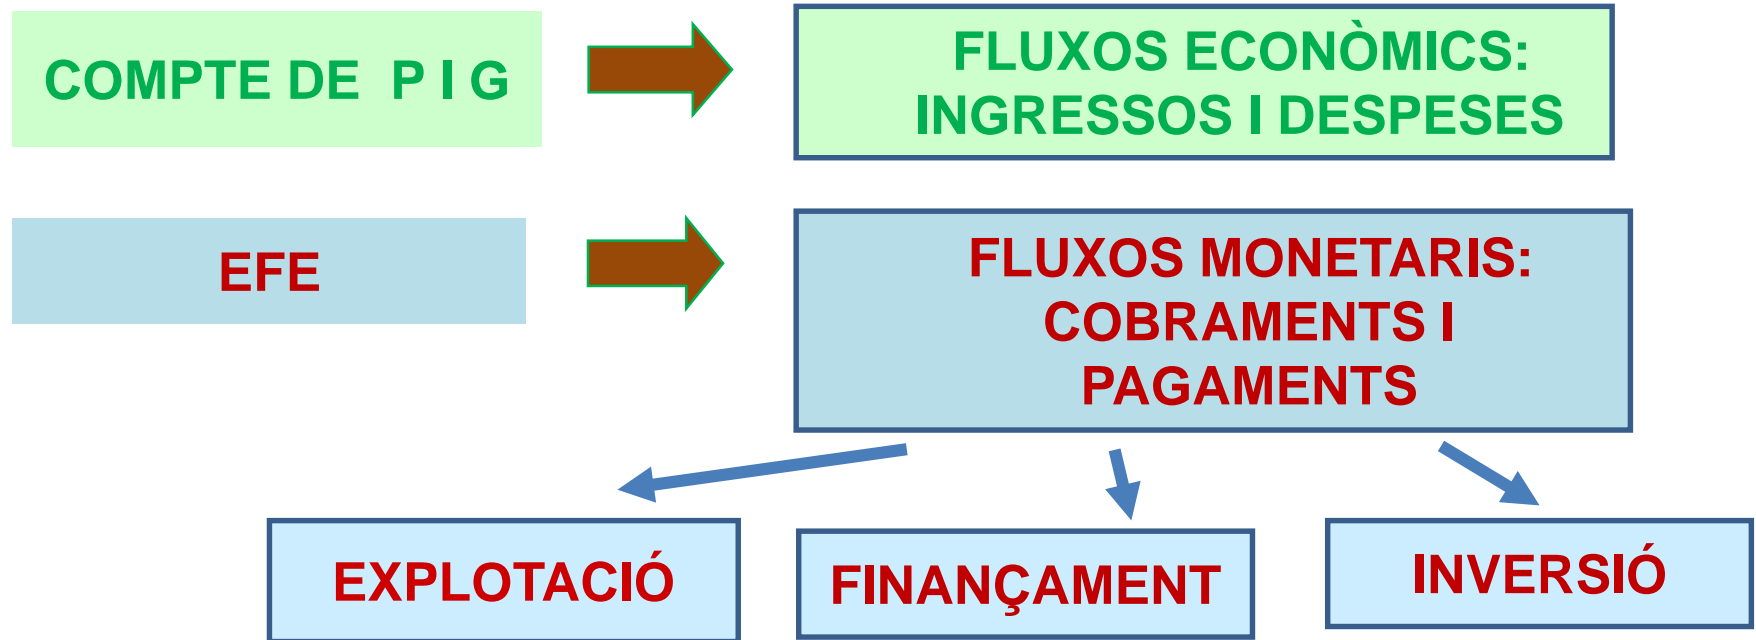 COMPTE DE P I G
FLUXOS ECONÒMICS:
INGRESSOS I DESPESES
EFE
FLUXOS MONETARIS:
COBRAMENTS I
PAGAMENTS
EXPLOTACIÓ
FINANÇAMENT
INVERSIÓ